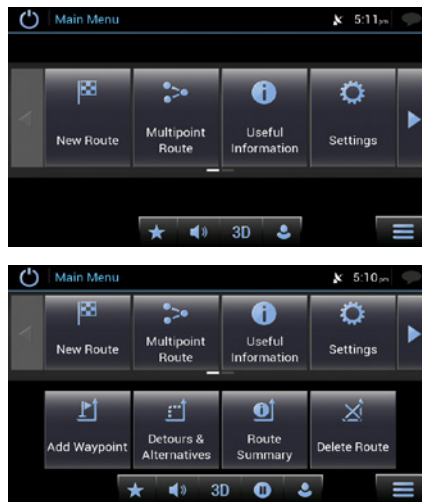 Main Menu 5:11pm
New Route
Multipoint
Route
Useful
Information
Settings
3D
Main Menu 5:10pm
New Route
Multipoint
Route
Useful
Information
Settings
Add Waypoint
Detours &
Alternatives
Route
Summary
Delete Route
3D